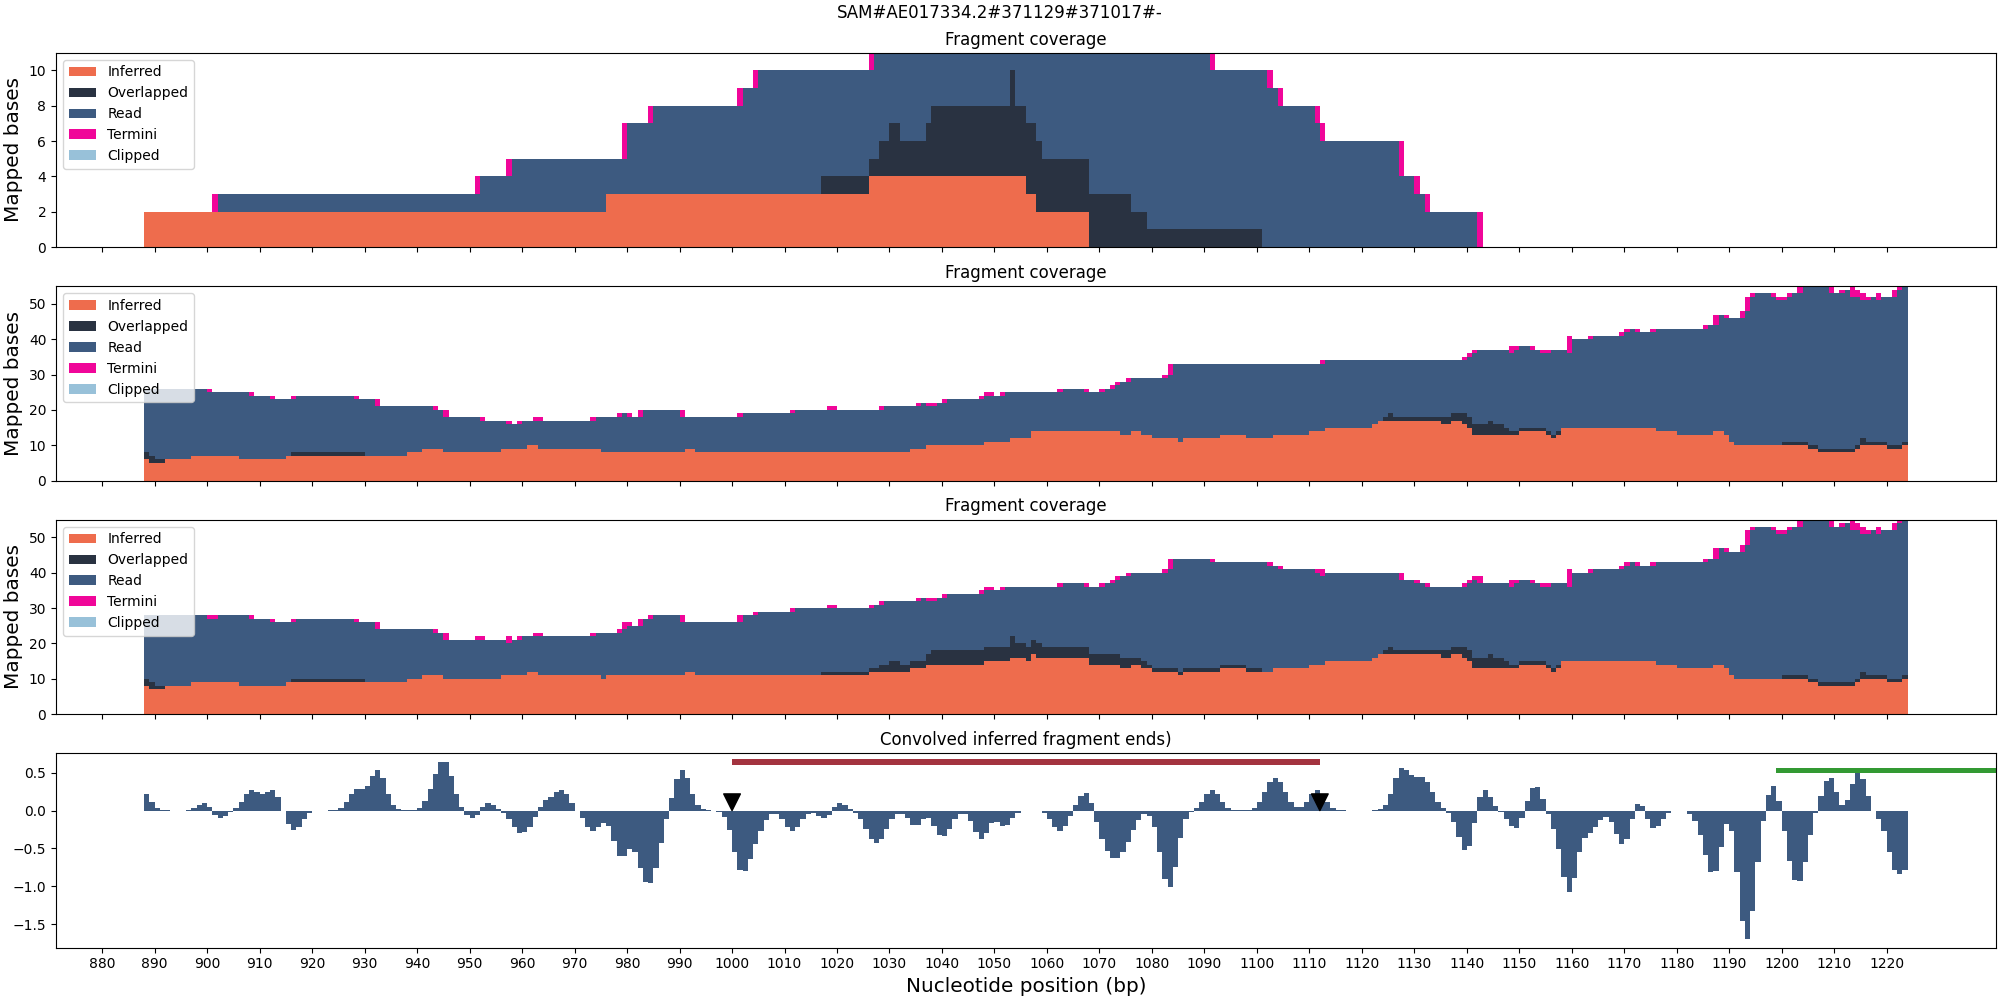 SAM#AE017334.2#371129#371017#-
Fragment coverage
Mapped bases
10
8
6
4
2
0
Inferred
Overlapped
Read
Termini
Clipped
Fragment coverage
Mapped bases
50
40
30
20
10
0
Inferred
Overlapped
Read
Termini
Clipped
Fragment coverage
Mapped bases
50
40
30
20
10
0
Inferred
Overlapped
Read
Termini
Clipped
Convolved inferred fragment ends)
0.5
0.0
−0.5
−1.0
−1.5
880 890 900 910 920 930 940 950 960 970 980 990 1000 1010 1020 1030 1040 1050 1060 1070 1080 1090 1100 1110 1120 1130 1140 1150 1160 1170 1180 1190 1200 1210 1220
Nucleotide position (bp)